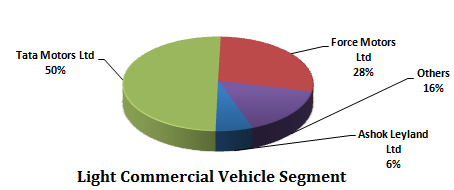 Tata Motors Ltd
50%
Force Motors
Ltd
28%
Others
16%
Ashok Leyland
Ltd
6%
Light Commercial Vehicle Segment